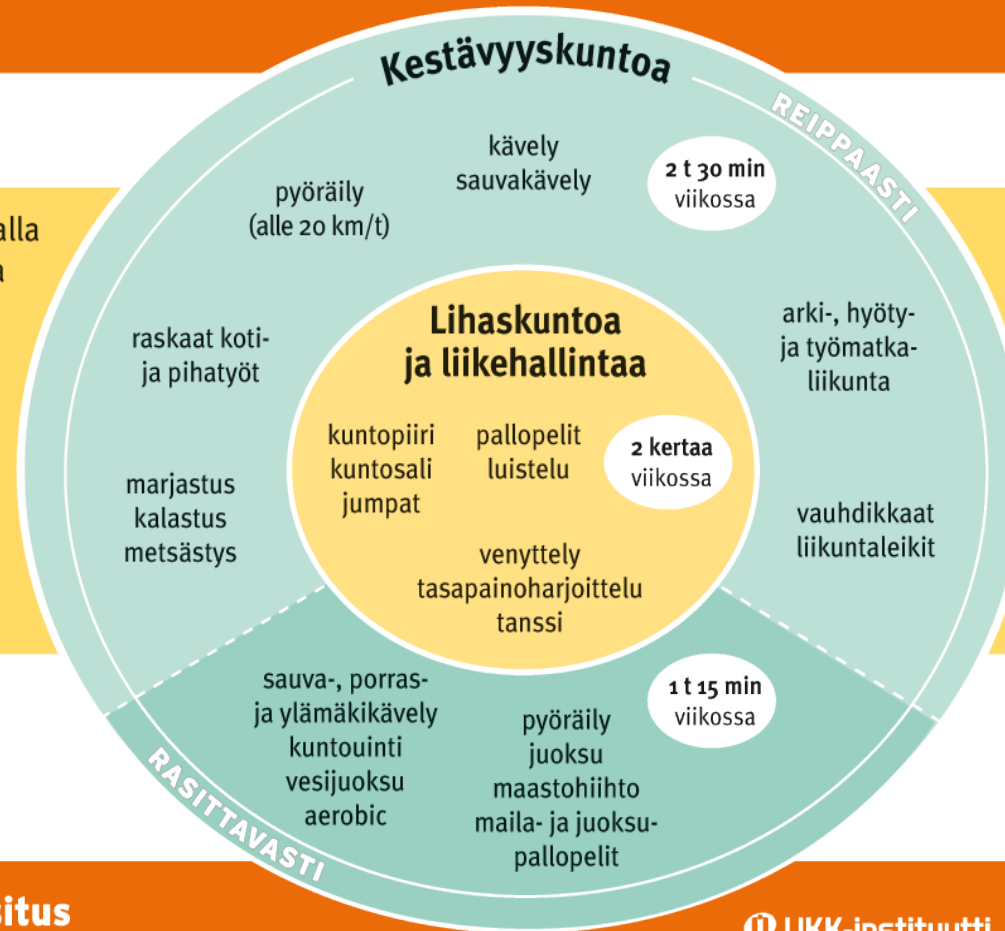 Kestävyyskuntoa
REIPPAASTI
kävely
sauvakävely
2 t 30 min
viikossa
pyöräily
(alle 20 km/t)
raskaat koti-
ja pihatyöt
marjastus
kalastus
metsästys
arki-, hyöty-
ja työmatka-
liikunta
vauhdikkaat
liikuntaleikit
Lihaskuntoa
ja liikehallintaa
kuntopiiri
kuntosali
jumpat
pallopelit
luistelu
2 kertaa
viikossa
venyttely
tasapainoharjoittelu
tanssi
sauva-, porras-
ja ylämäkikävely
kuntouinti
vesijuoksu
aerobic
pyöräily
juoksu
maastohiihto
maila- ja juoksu-
pallopelit
1 t 15 min
viikossa
RASITTAVASTI
UKK-instituutti